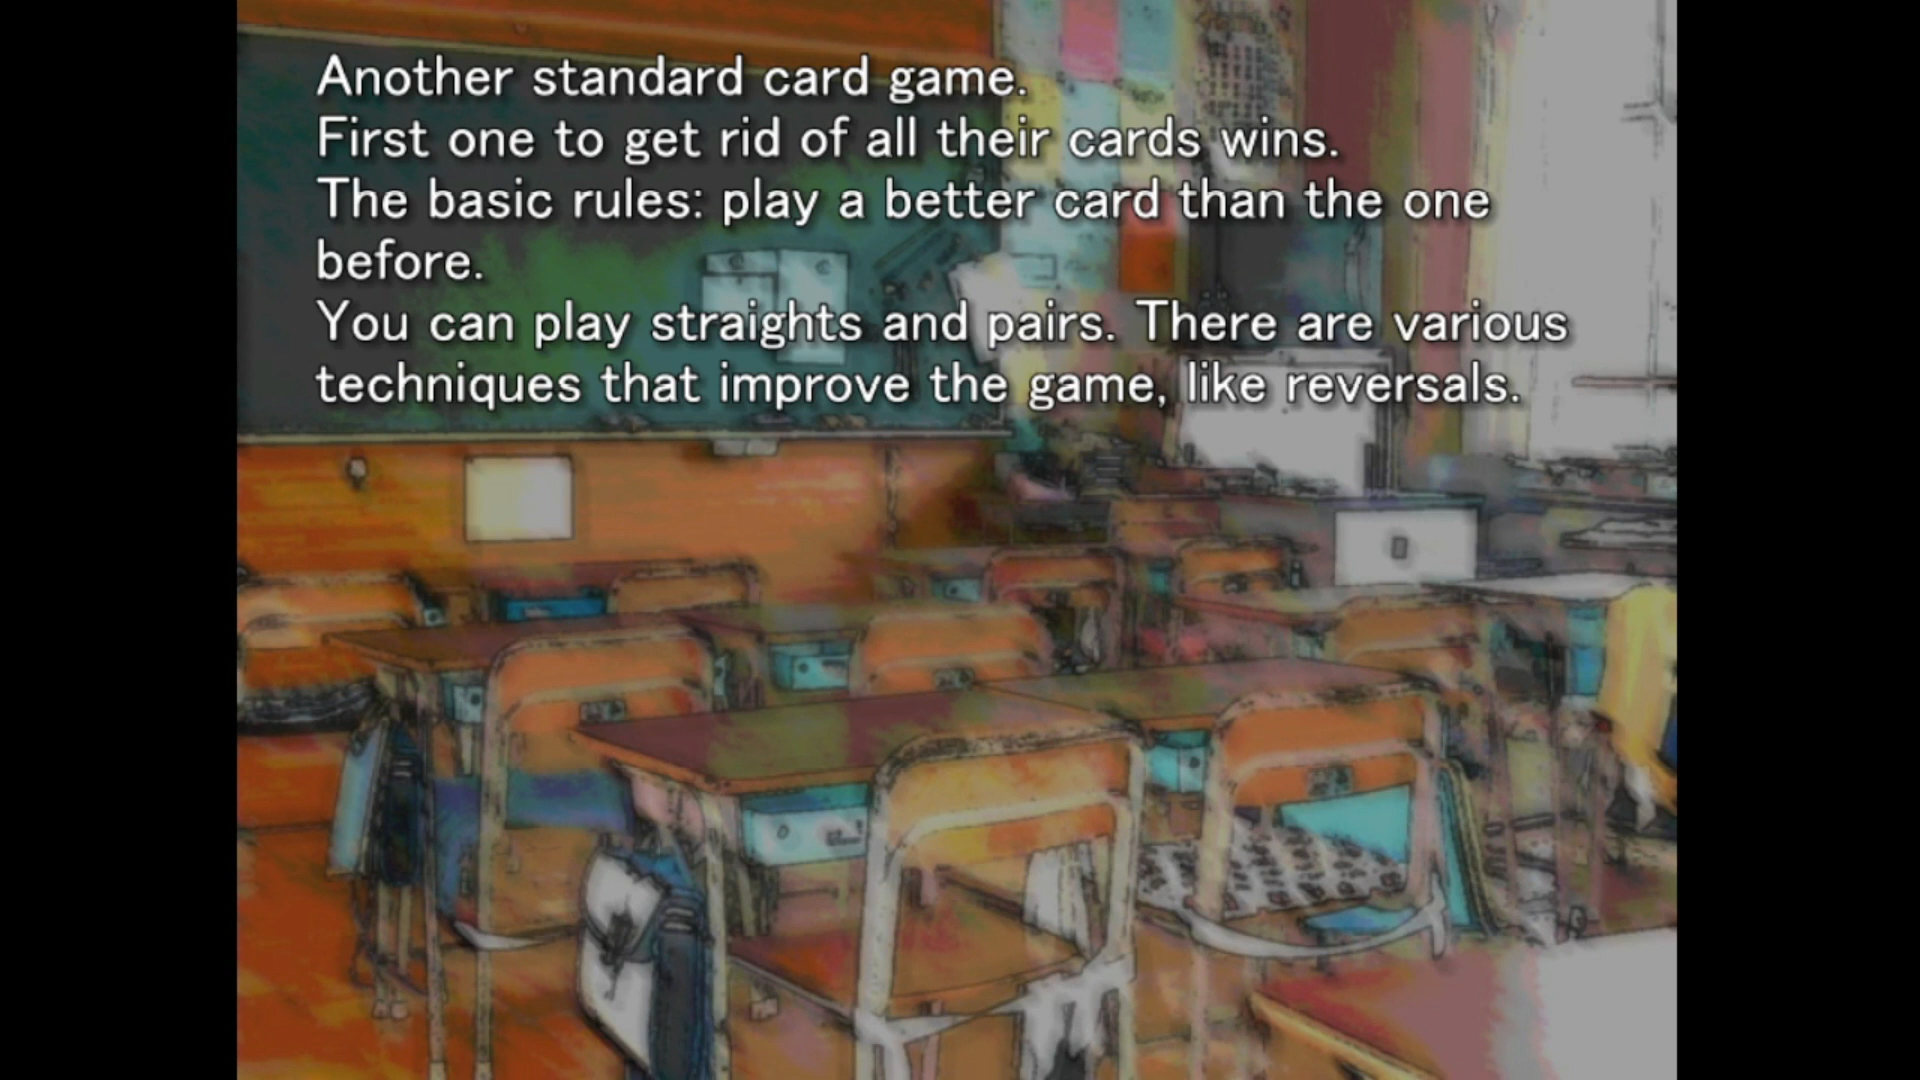 Another standard card game.
First one to get rid of all their cards wins.
The basic rules: play a better card than the one
before.
You can play straights and pairs. There are various
techniques that improve the game, like reversals.